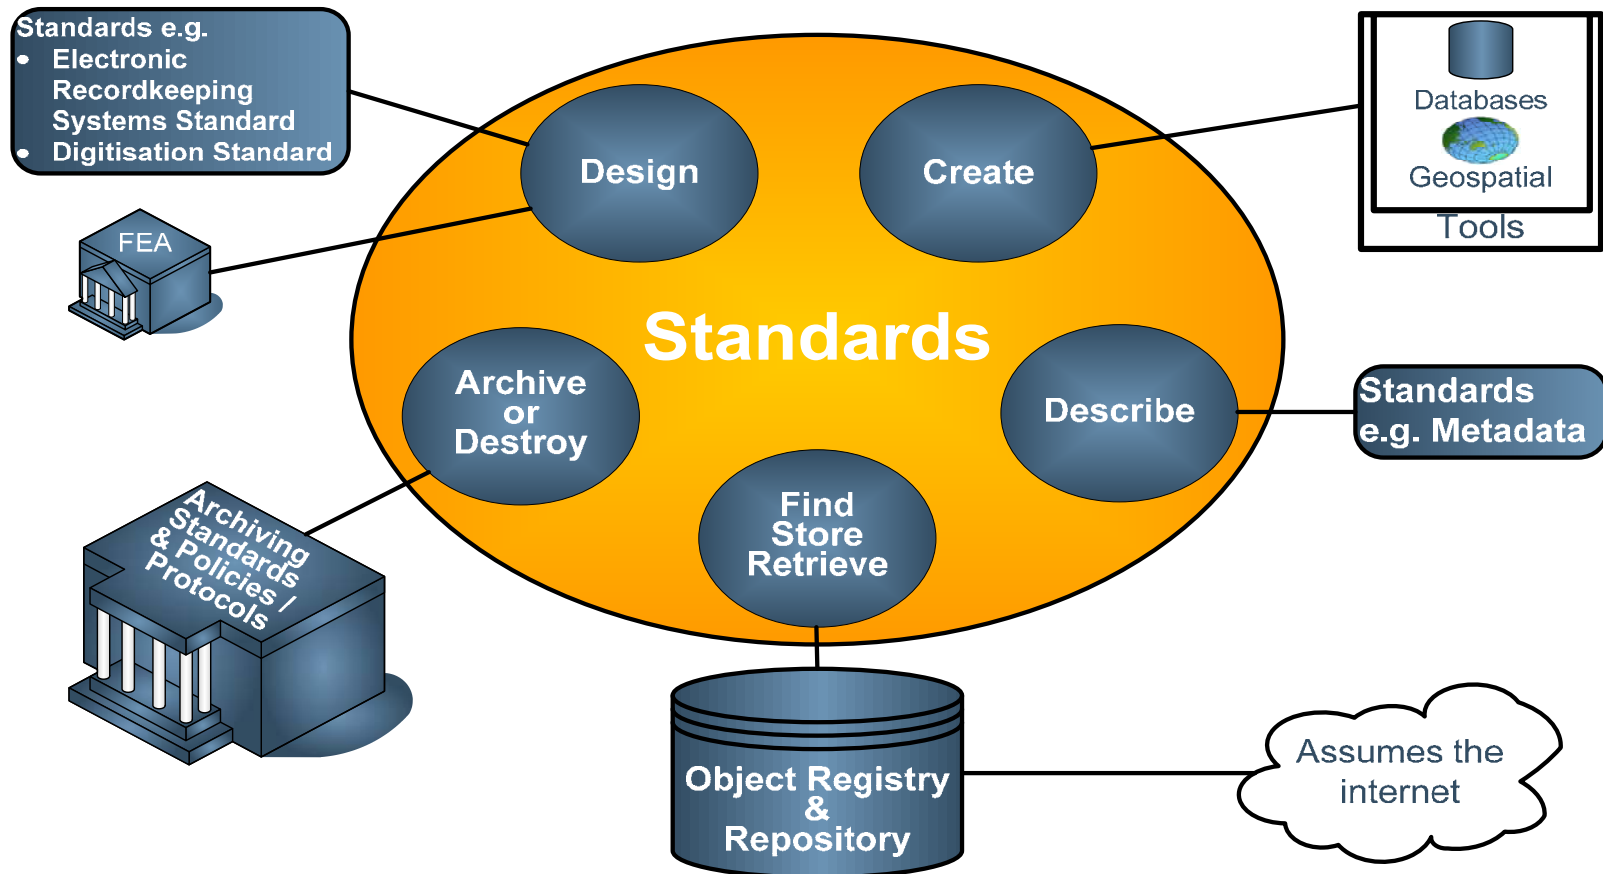 Standards e.g.
• Electronic
Recordkeeping
Systems Standard
• Digitisation Standard
FEA
Design
Create
Databases
Geospatial
Tools
Standards
Archive
or
Destroy
Describe
Standards
e.g. Metadata
Find
Store
Retrieve
Archiving
Standards
& Policies /
Protocols
Object Registry
&
Repository
Assumes the
internet